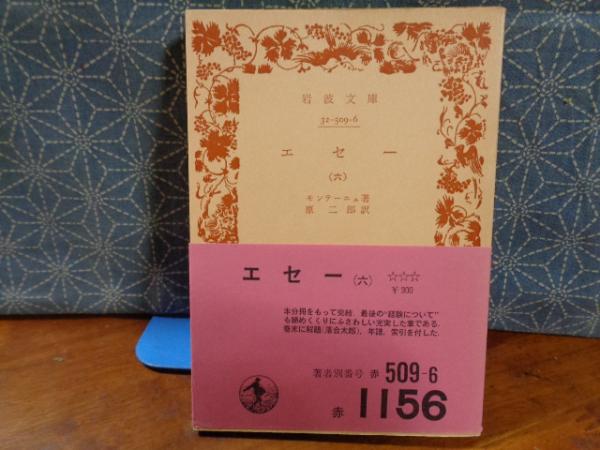 岩波文庫
32-509-6
エセー
(六)
モンテーニュ著
原二郎訳
エセー(六)
☆☆☆
¥300
本分冊をもって完結.最後の"経験について"
も締めくくりにふさわしい充実した章である.
巻末に解題(落合太郎),年譜,索引を付した.
著者別番号 赤 509-6
赤 1156